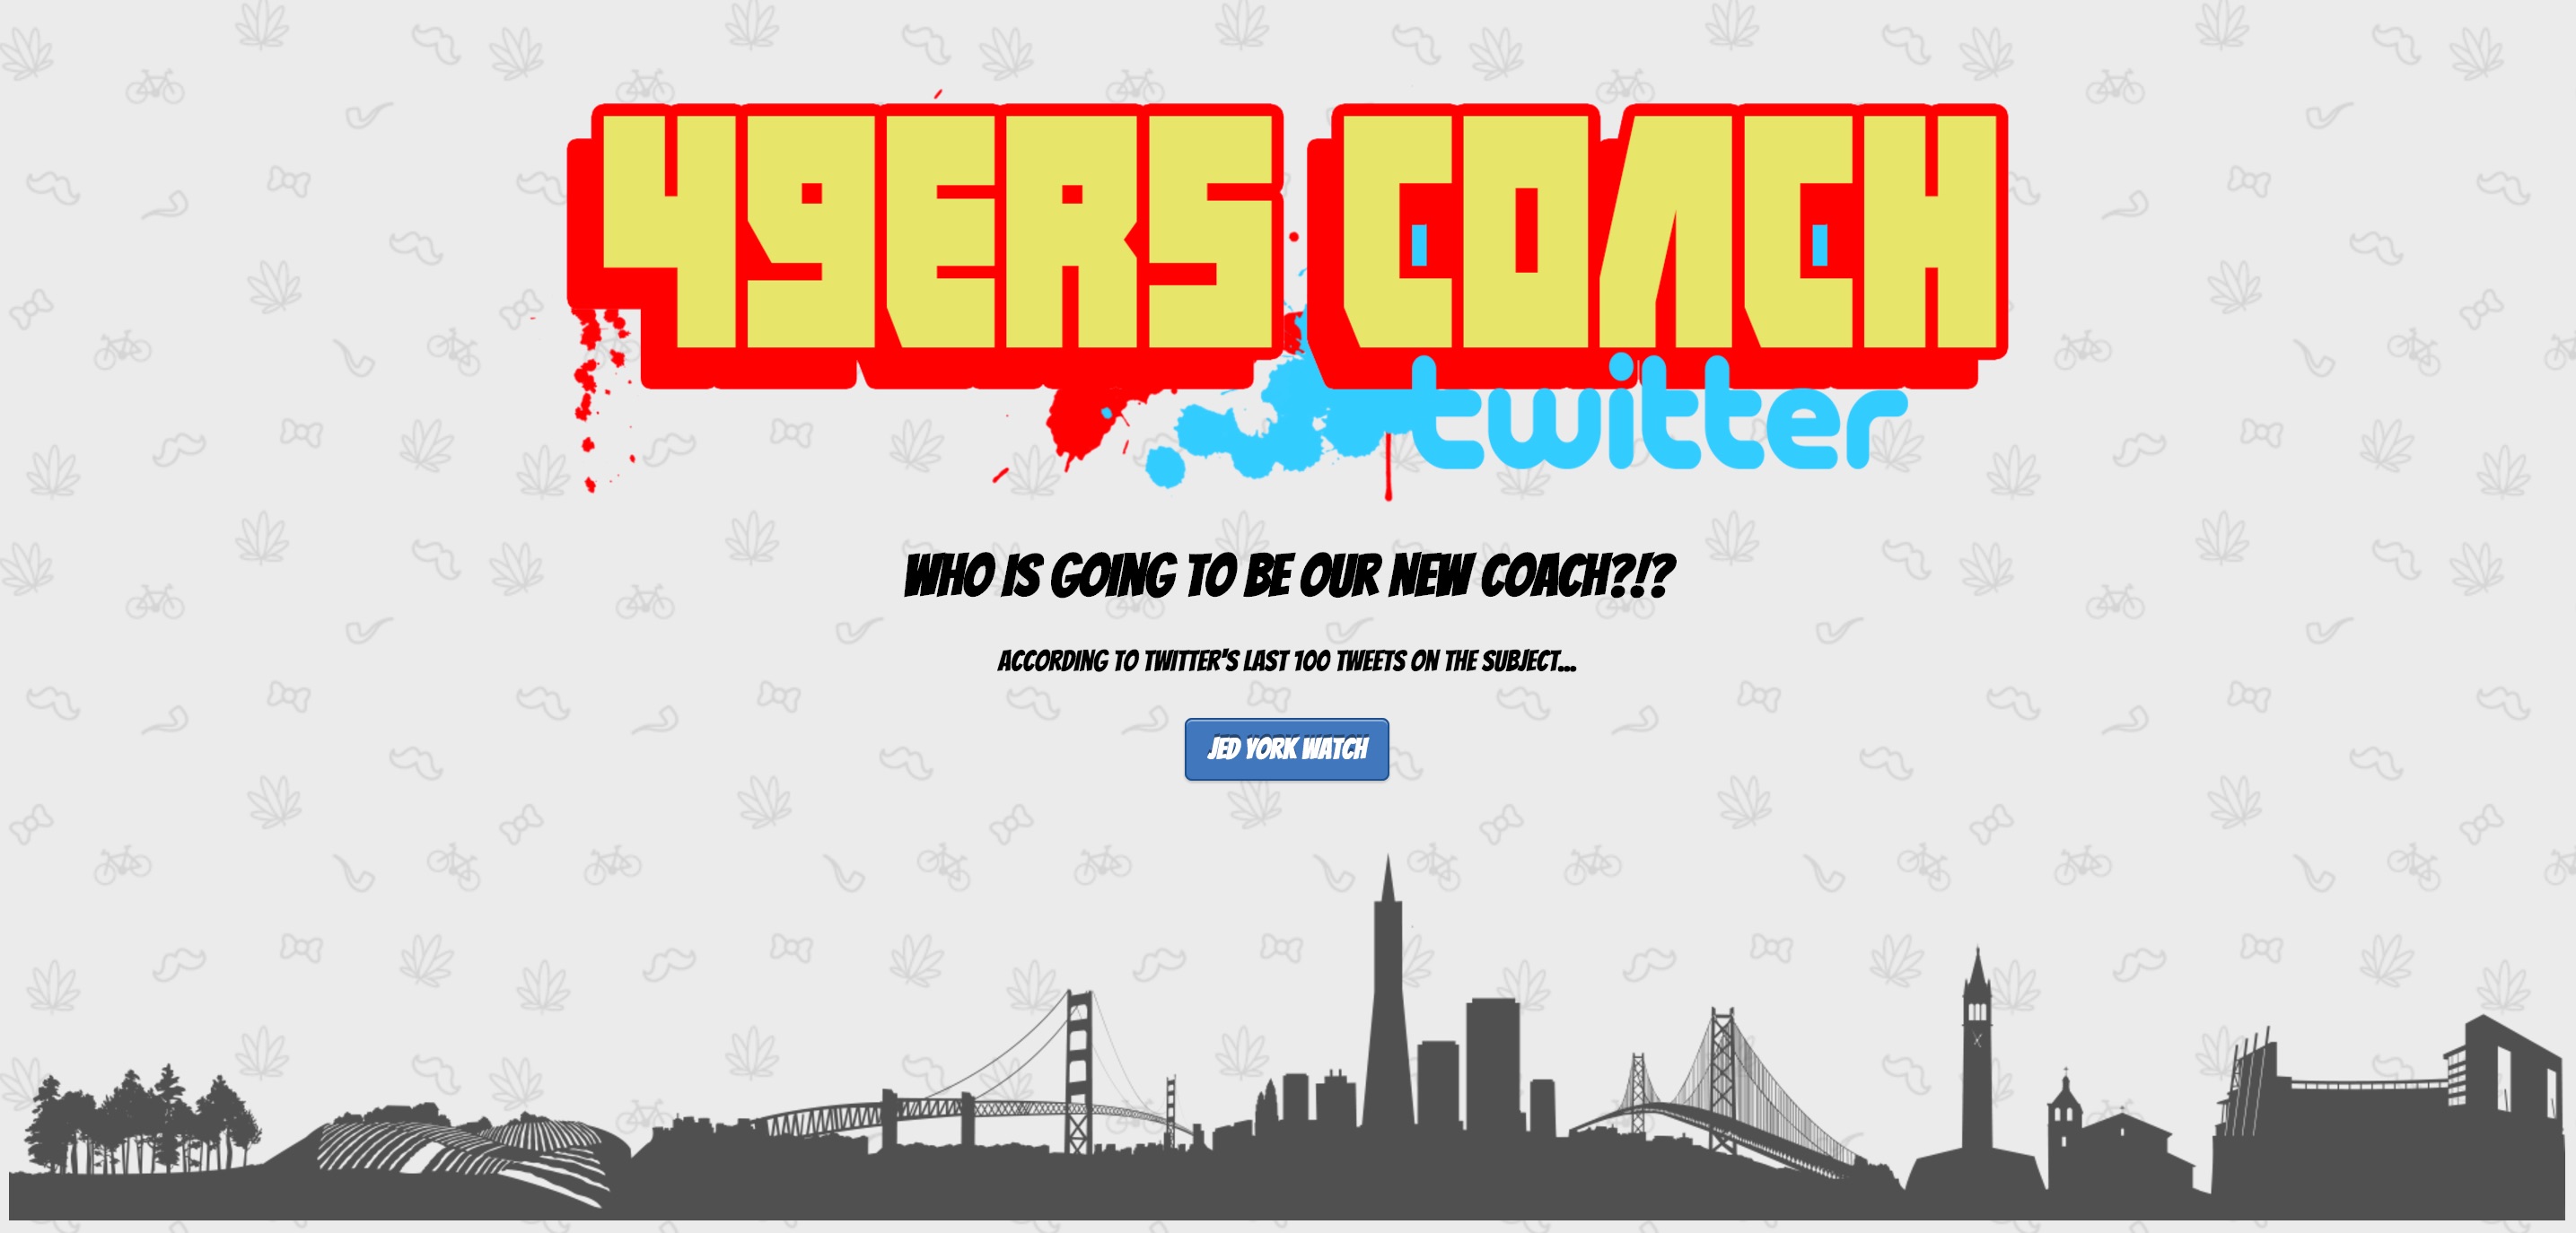 49ERS COACH
twitter
WHO IS GOING TO BE OUR NEW COACH?!?
ACCORDING TO TWITTER'S LAST 100 TWEETS ON THE SUBJECT...
JED YORK WATCH